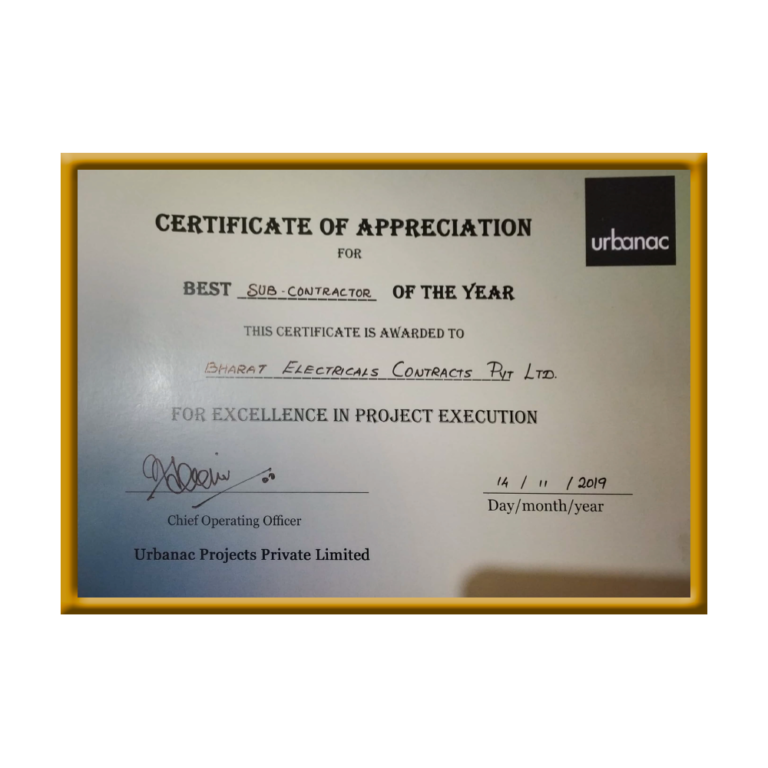 urbanac
CERTIFICATE OF APPRECIATION
FOR
BEST SUB-CONTRACTOR OF THE YEAR
THIS CERTIFICATE IS AWARDED TO
BHARAT ELECTRICALS CONTRACTS PVT LTD.
FOR EXCELLENCE IN PROJECT EXECUTION
14 / 11 / 2019
Chief Operating Officer
Day/month/year
Urbanac Projects Private Limited